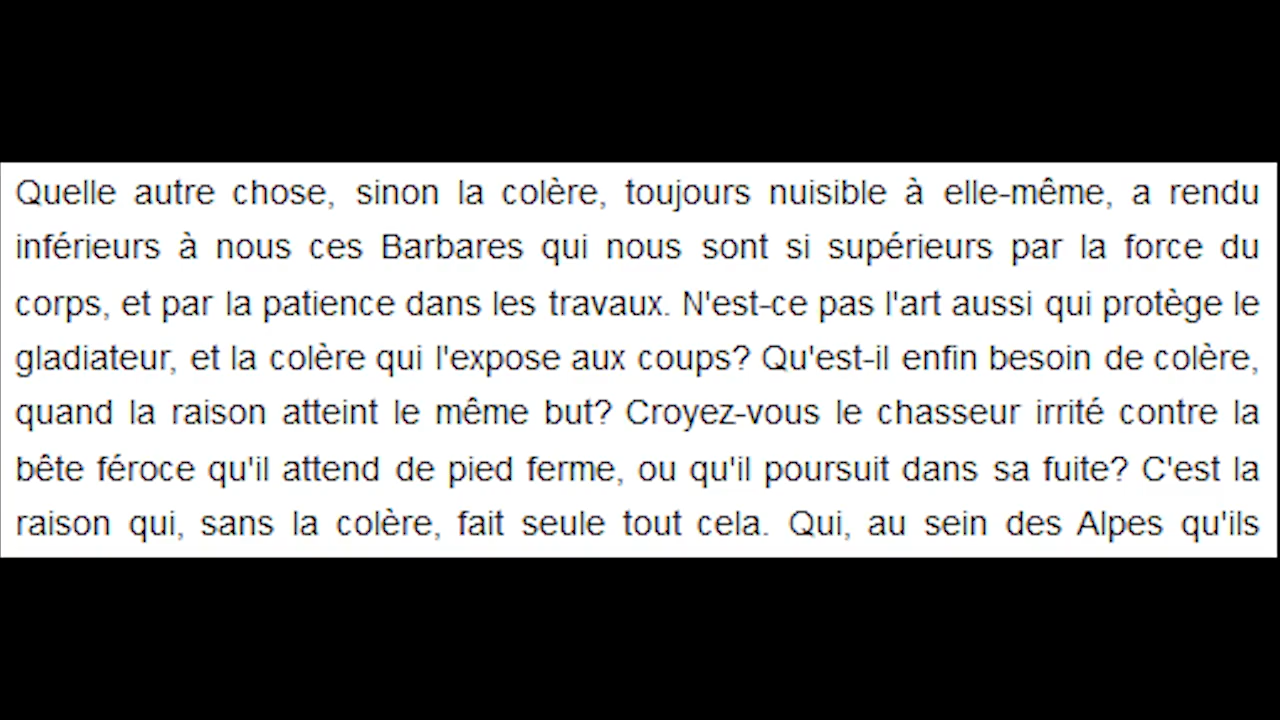 Quelle autre chose, sinon la colère, toujours nuisible à elle-même, a rendu
inférieurs à nous ces Barbares qui nous sont si supérieurs par la force du
corps, et par la patience dans les travaux. N'est-ce pas l'art aussi qui protège le
gladiateur, et la colère qui l'expose aux coups? Qu'est-il enfin besoin de colère,
quand la raison atteint le même but? Croyez-vous le chasseur irrité contre la
bête féroce qu'il attend de pied ferme, ou qu'il poursuit dans sa fuite? C'est la
raison qui, sans la colère, fait seule tout cela. Qui, au sein des Alpes qu'ils